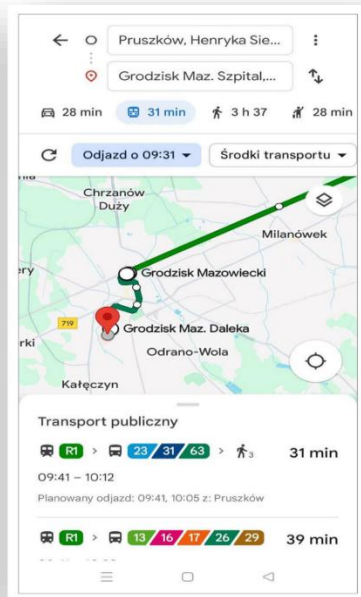 Pruszków, Henryka Sie...
Grodzisk Maz. Szpital,...
28 min 31 min 3 h 37 28 min
Odjazd o 09:31 Środki transportu
Chrzanów
Duży
Milanówek
ery
Grodzisk Mazowiecki
719
Grodzisk Maz. Daleka
rki
Odrano-Wola
Kałęczyn
Transport publiczny
R1 > 23/31/63 > 3 31 min
09:41 – 10:12
Planowany odjazd: 09:41, 10:05 z: Pruszków
R1 > 13/16/17/26/29 39 min